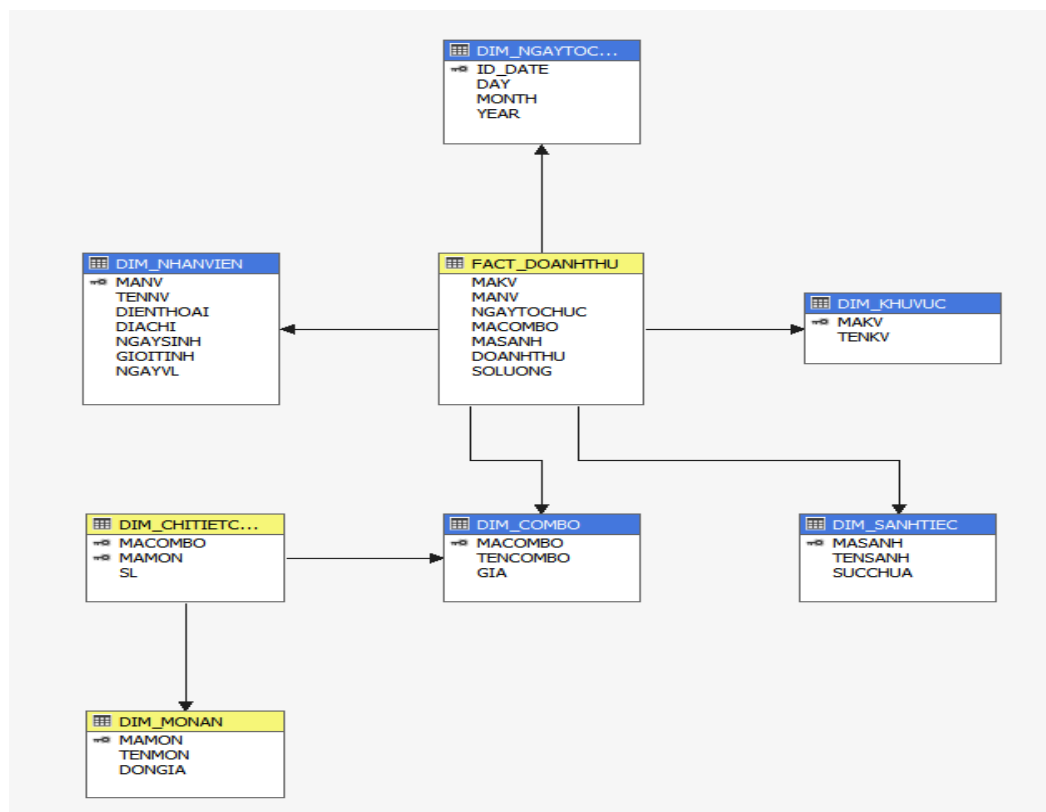 DIM_NGAYTOC...
ID_DATE
DAY
MONTH
YEAR
DIM_NHANVIEN
MANV
TENNV
DIENTHOAI
DIACHI
NGAYSINH
GIOITINH
NGAYVL
FACT_DOANHTHU
MAKV
MANV
NGAYTOCHUC
MACOMBO
MASANH
DOANHTHU
SOLUONG
DIM_KHUVUC
MAKV
TENKV
DIM_CHITIETC...
MACOMBO
MAMON
SL
DIM_COMBO
MACOMBO
TENCOMBO
GIA
DIM_SANHTIEC
MASANH
TENSANH
SUCCHUA
DIM_MONAN
MAMON
TENMON
DONGIA